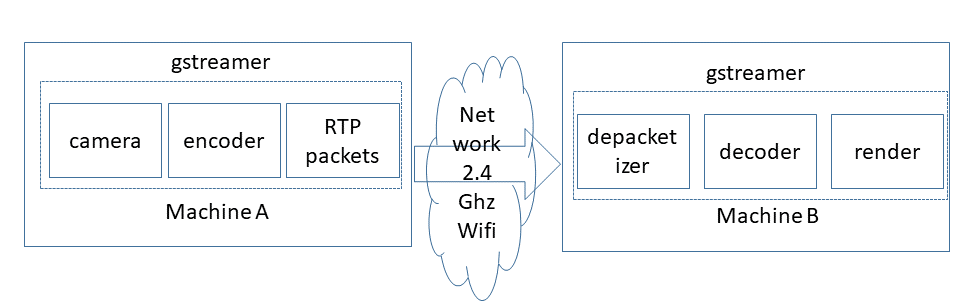 gstreamer
camera
encoder
RTP
packets
Machine A
Net
work
2.4
Ghz
Wifi
gstreamer
depacket
izer
decoder
render
Machine B